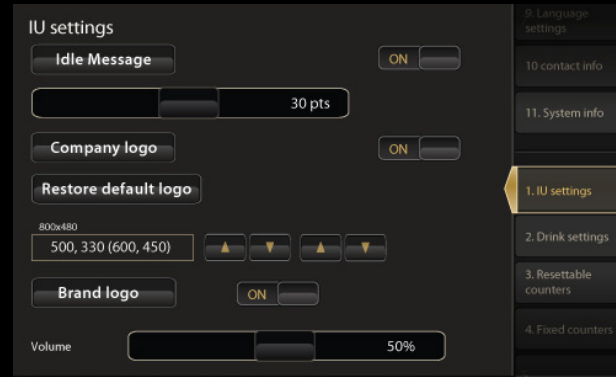 IU settings
Idle Message
ON
30 pts
Company logo
ON
Restore default logo
800x480
500, 330 (600, 450)
Brand logo
ON
Volume
50%
9. Language
settings
10 contact info
11. System info
1. IU settings
2. Drink settings
3. Resettable
counters
4. Fixed counters